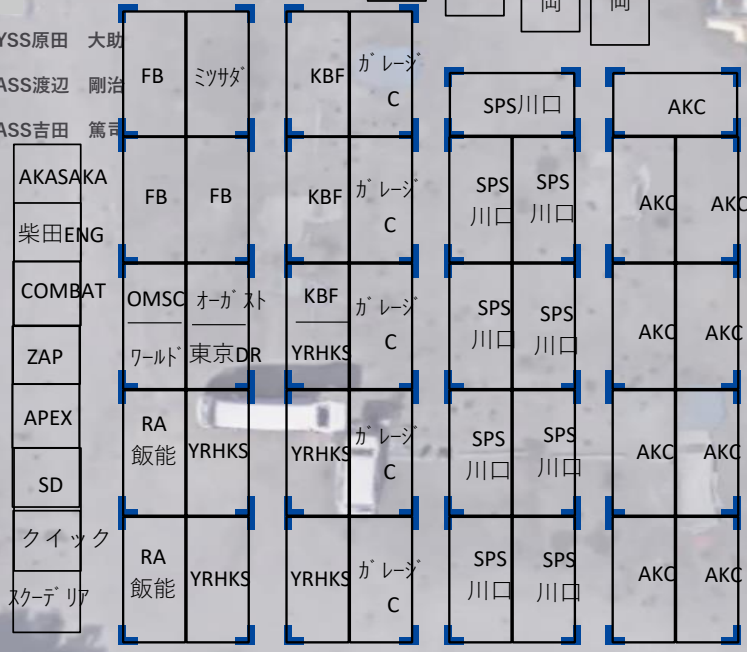 岡 岡
YSS原田 大助
ASS渡辺 剛治
ASS吉田 篤司
AKASAKA
柴田ENG
COMBAT
ZAP
APEX
SD
クイック
スクーデリア
FB ﾐﾂｻﾀﾞ
FB FB
OMSC オーガスト
ワールド 東京DR
RA
飯能
YRHKS
RA
飯能
YRHKS
KBF ガレージ
C
KBF ガレージ
C
KBF
YRHKS
ガレージ
C
YRHKS ガレージ
C
YRHKS ガレージ
C
SPS川口
SPS
川口
SPS
川口
SPS
川口
SPS
川口
SPS
川口
SPS
川口
SPS
川口
SPS
川口
AKC
AKC AKC
AKC AKC
AKC AKC
AKC AKC